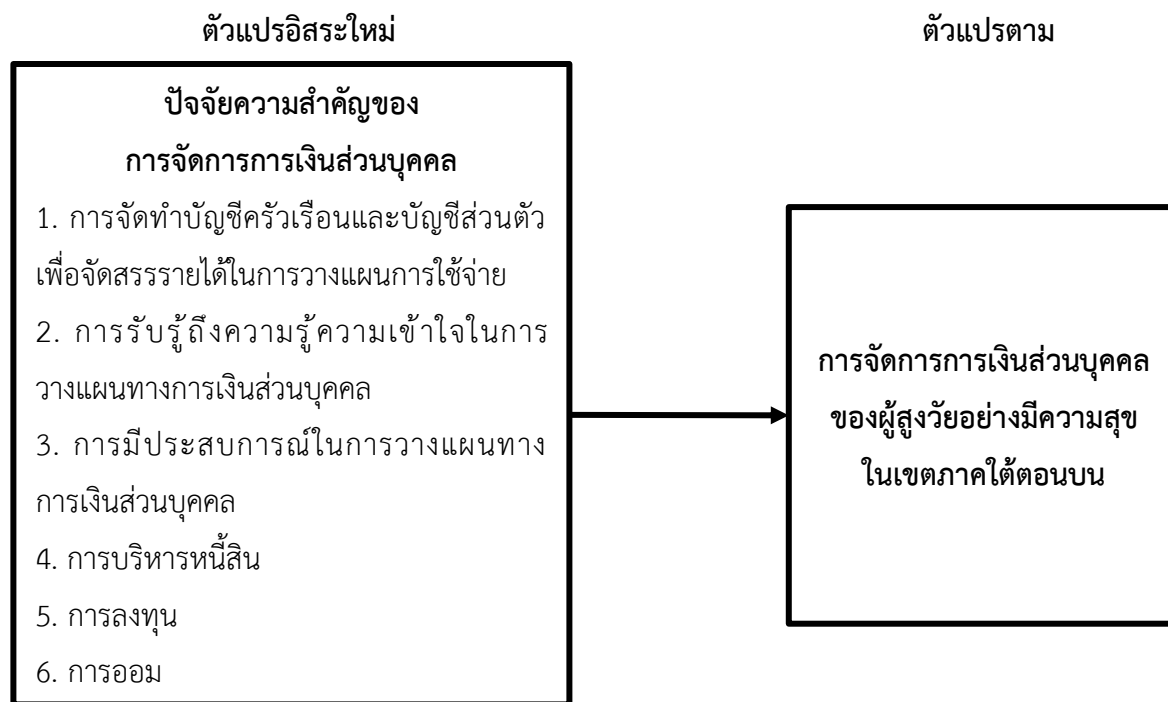 ตัวแปรอิสระใหม่
ตัวแปรตาม
ปัจจัยความสำคัญของ
การจัดการการเงินส่วนบุคคล
1. การจัดทำบัญชีครัวเรือนและบัญชีส่วนตัว
เพื่อจัดสรรรายได้ในการวางแผนการใช้จ่าย
2. การรับรู้ถึงความรู้ความเข้าใจในการ
วางแผนทางการเงินส่วนบุคคล
3. การมีประสบการณ์ในการวางแผนทาง
การเงินส่วนบุคคล
4. การบริหารหนี้สิน
5. การลงทุน
6. การออม
การจัดการการเงินส่วนบุคคล
ของผู้สูงวัยอย่างมีความสุข
ในเขตภาคใต้ตอนบน